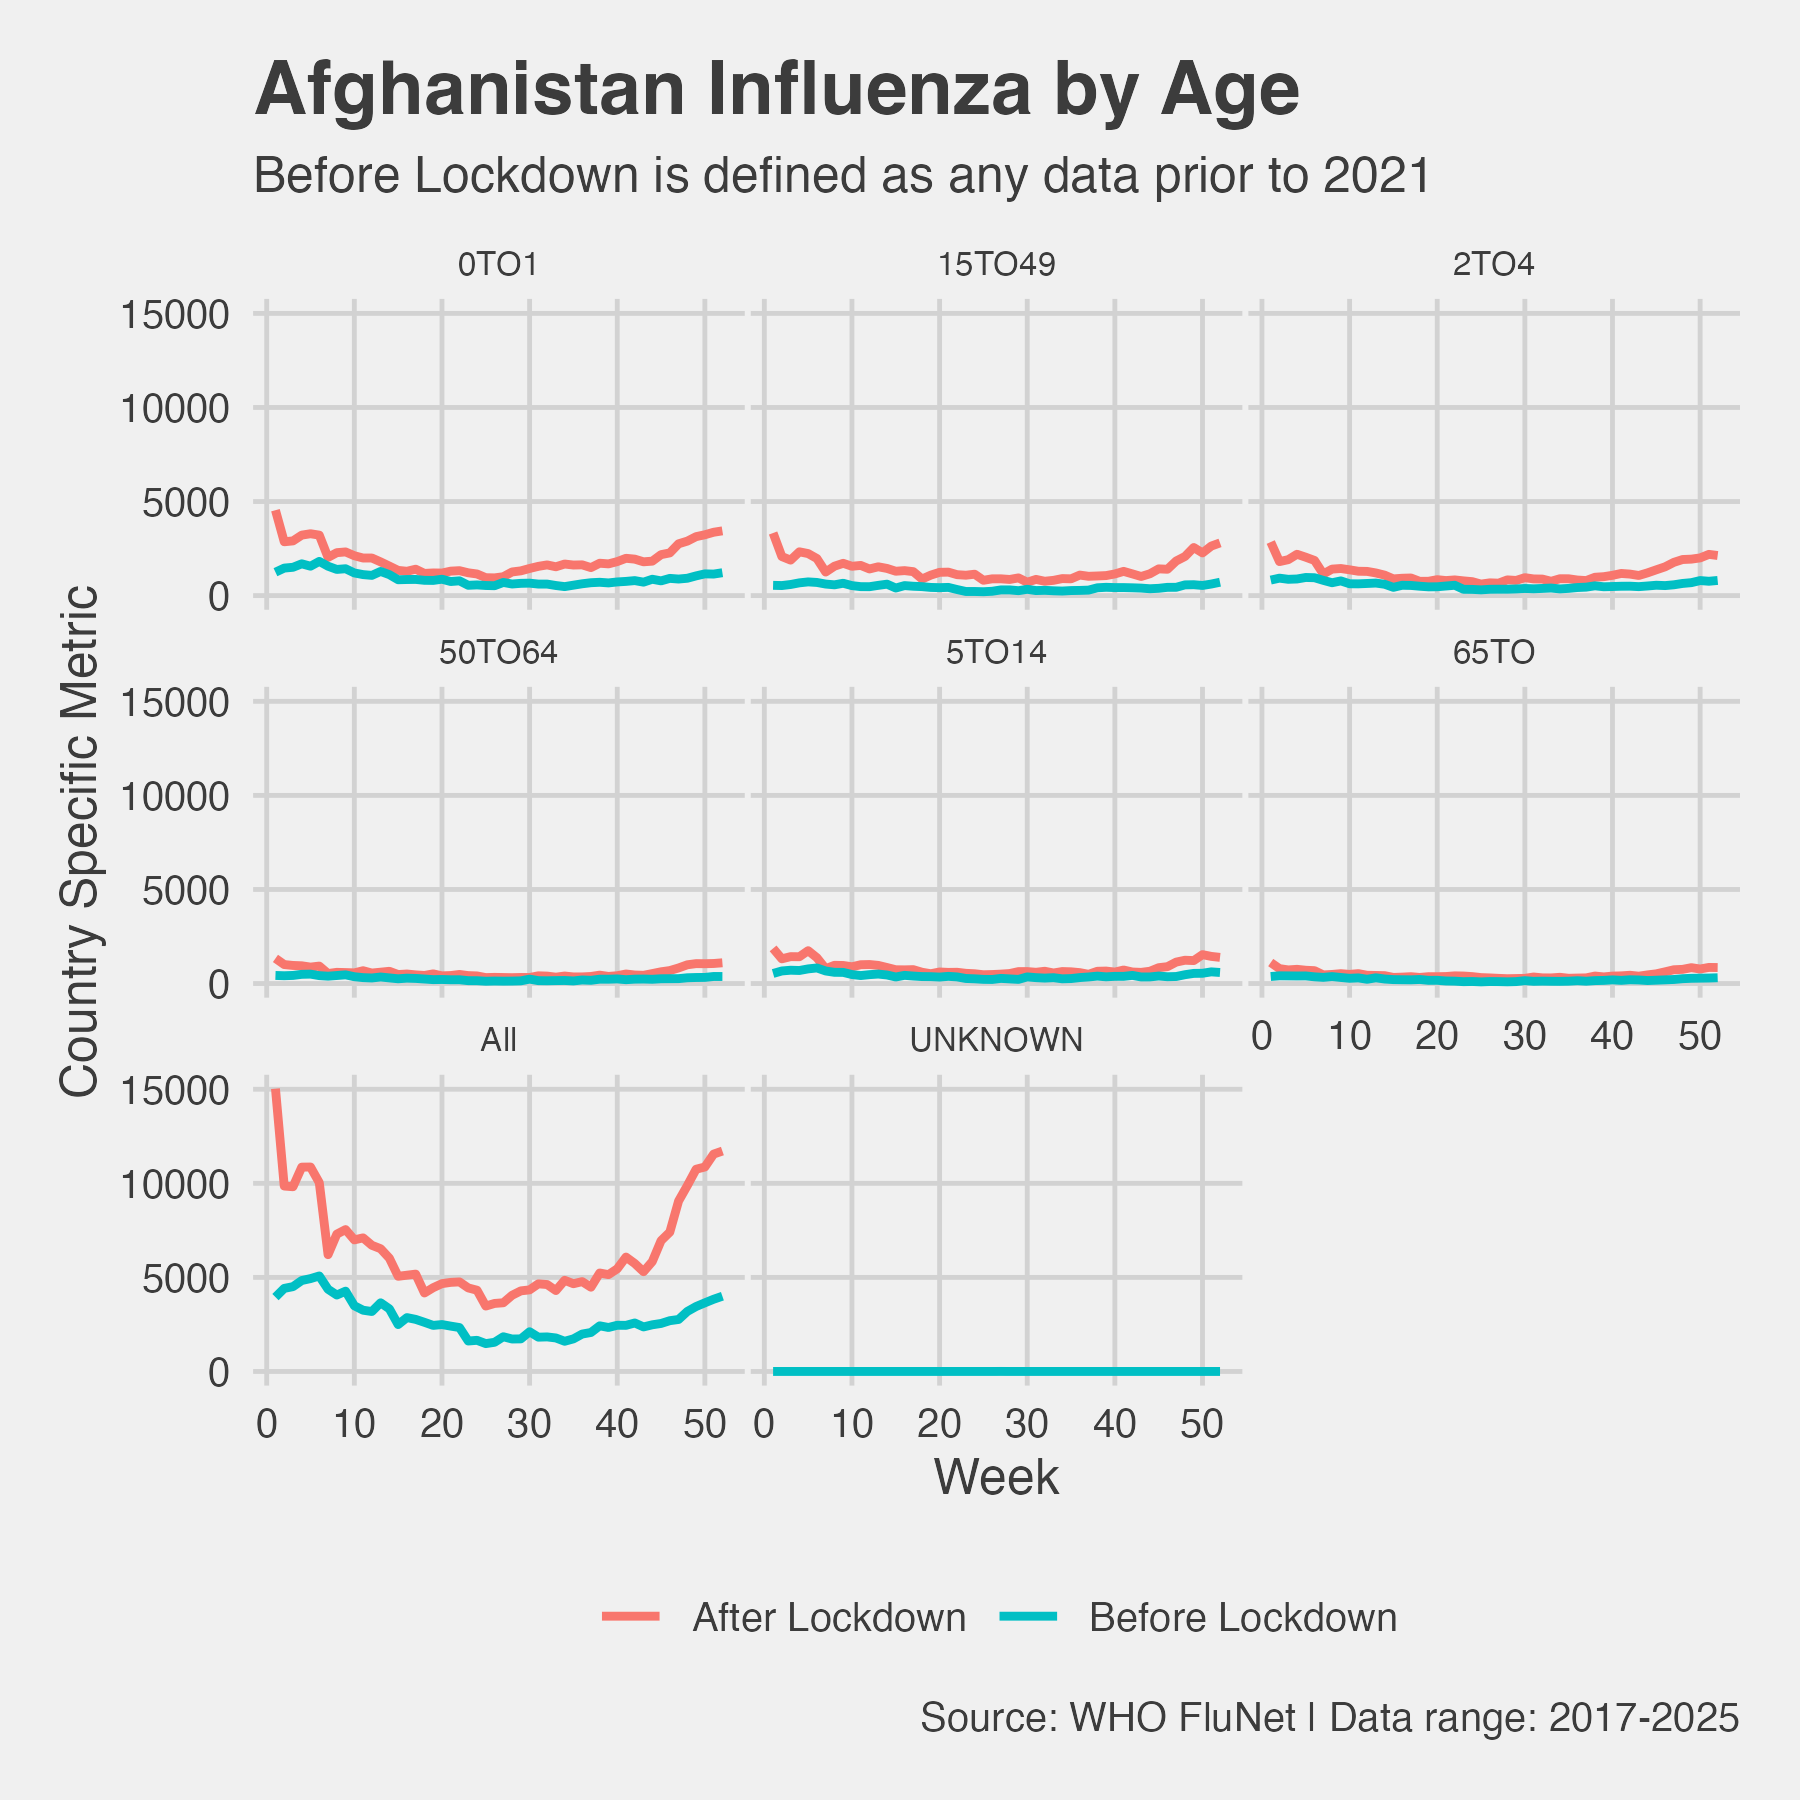 Afghanistan Influenza by Age
Before Lockdown is defined as any data prior to 2021
0TO1 15TO49 2TO4
15000
10000
5000
0
50TO64 5TO14 65TO
15000
10000
5000
0
0 10 20 30 40 50
All UNKNOWN
15000
10000
5000
0
0 10 20 30 40 50 0 10 20 30 40 50
Country Specific Metric
Week
After Lockdown Before Lockdown
Source: WHO FluNet | Data range: 2017-2025